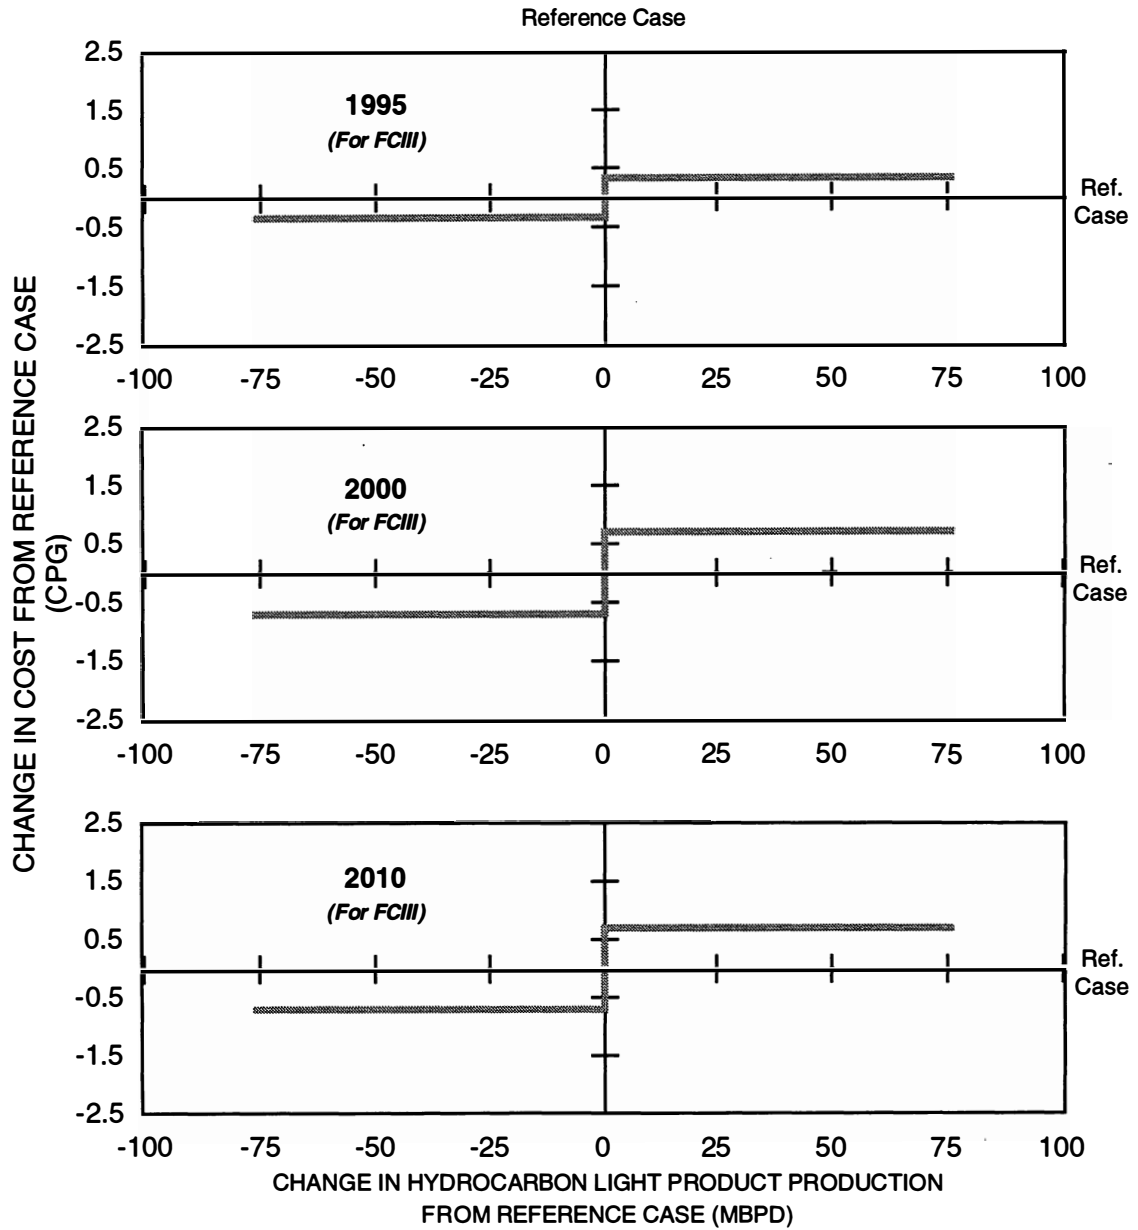 Reference Case
2.5
1995
1.5
(For FCIII)
0.5
Ref.
Case
-0.5
-1.5
-2.5
-100 -75 -50 -25 0 25 50 75 100
CHANGE IN COST FROM REFERENCE CASE
(CPG)
2.5
2000
1.5
(For FCIII)
0.5
Ref.
Case
-0.5
-1.5
-2.5
-100 -75 -50 -25 0 25 50 75 100
2.5
2010
1.5
(For FCIII)
0.5
Ref.
Case
-0.5
-1.5
-2.5
-100 -75 -50 -25 0 25 50 75 100
CHANGE IN HYDROCARBON LIGHT PRODUCT PRODUCTION
FROM REFERENCE CASE (MBPD)